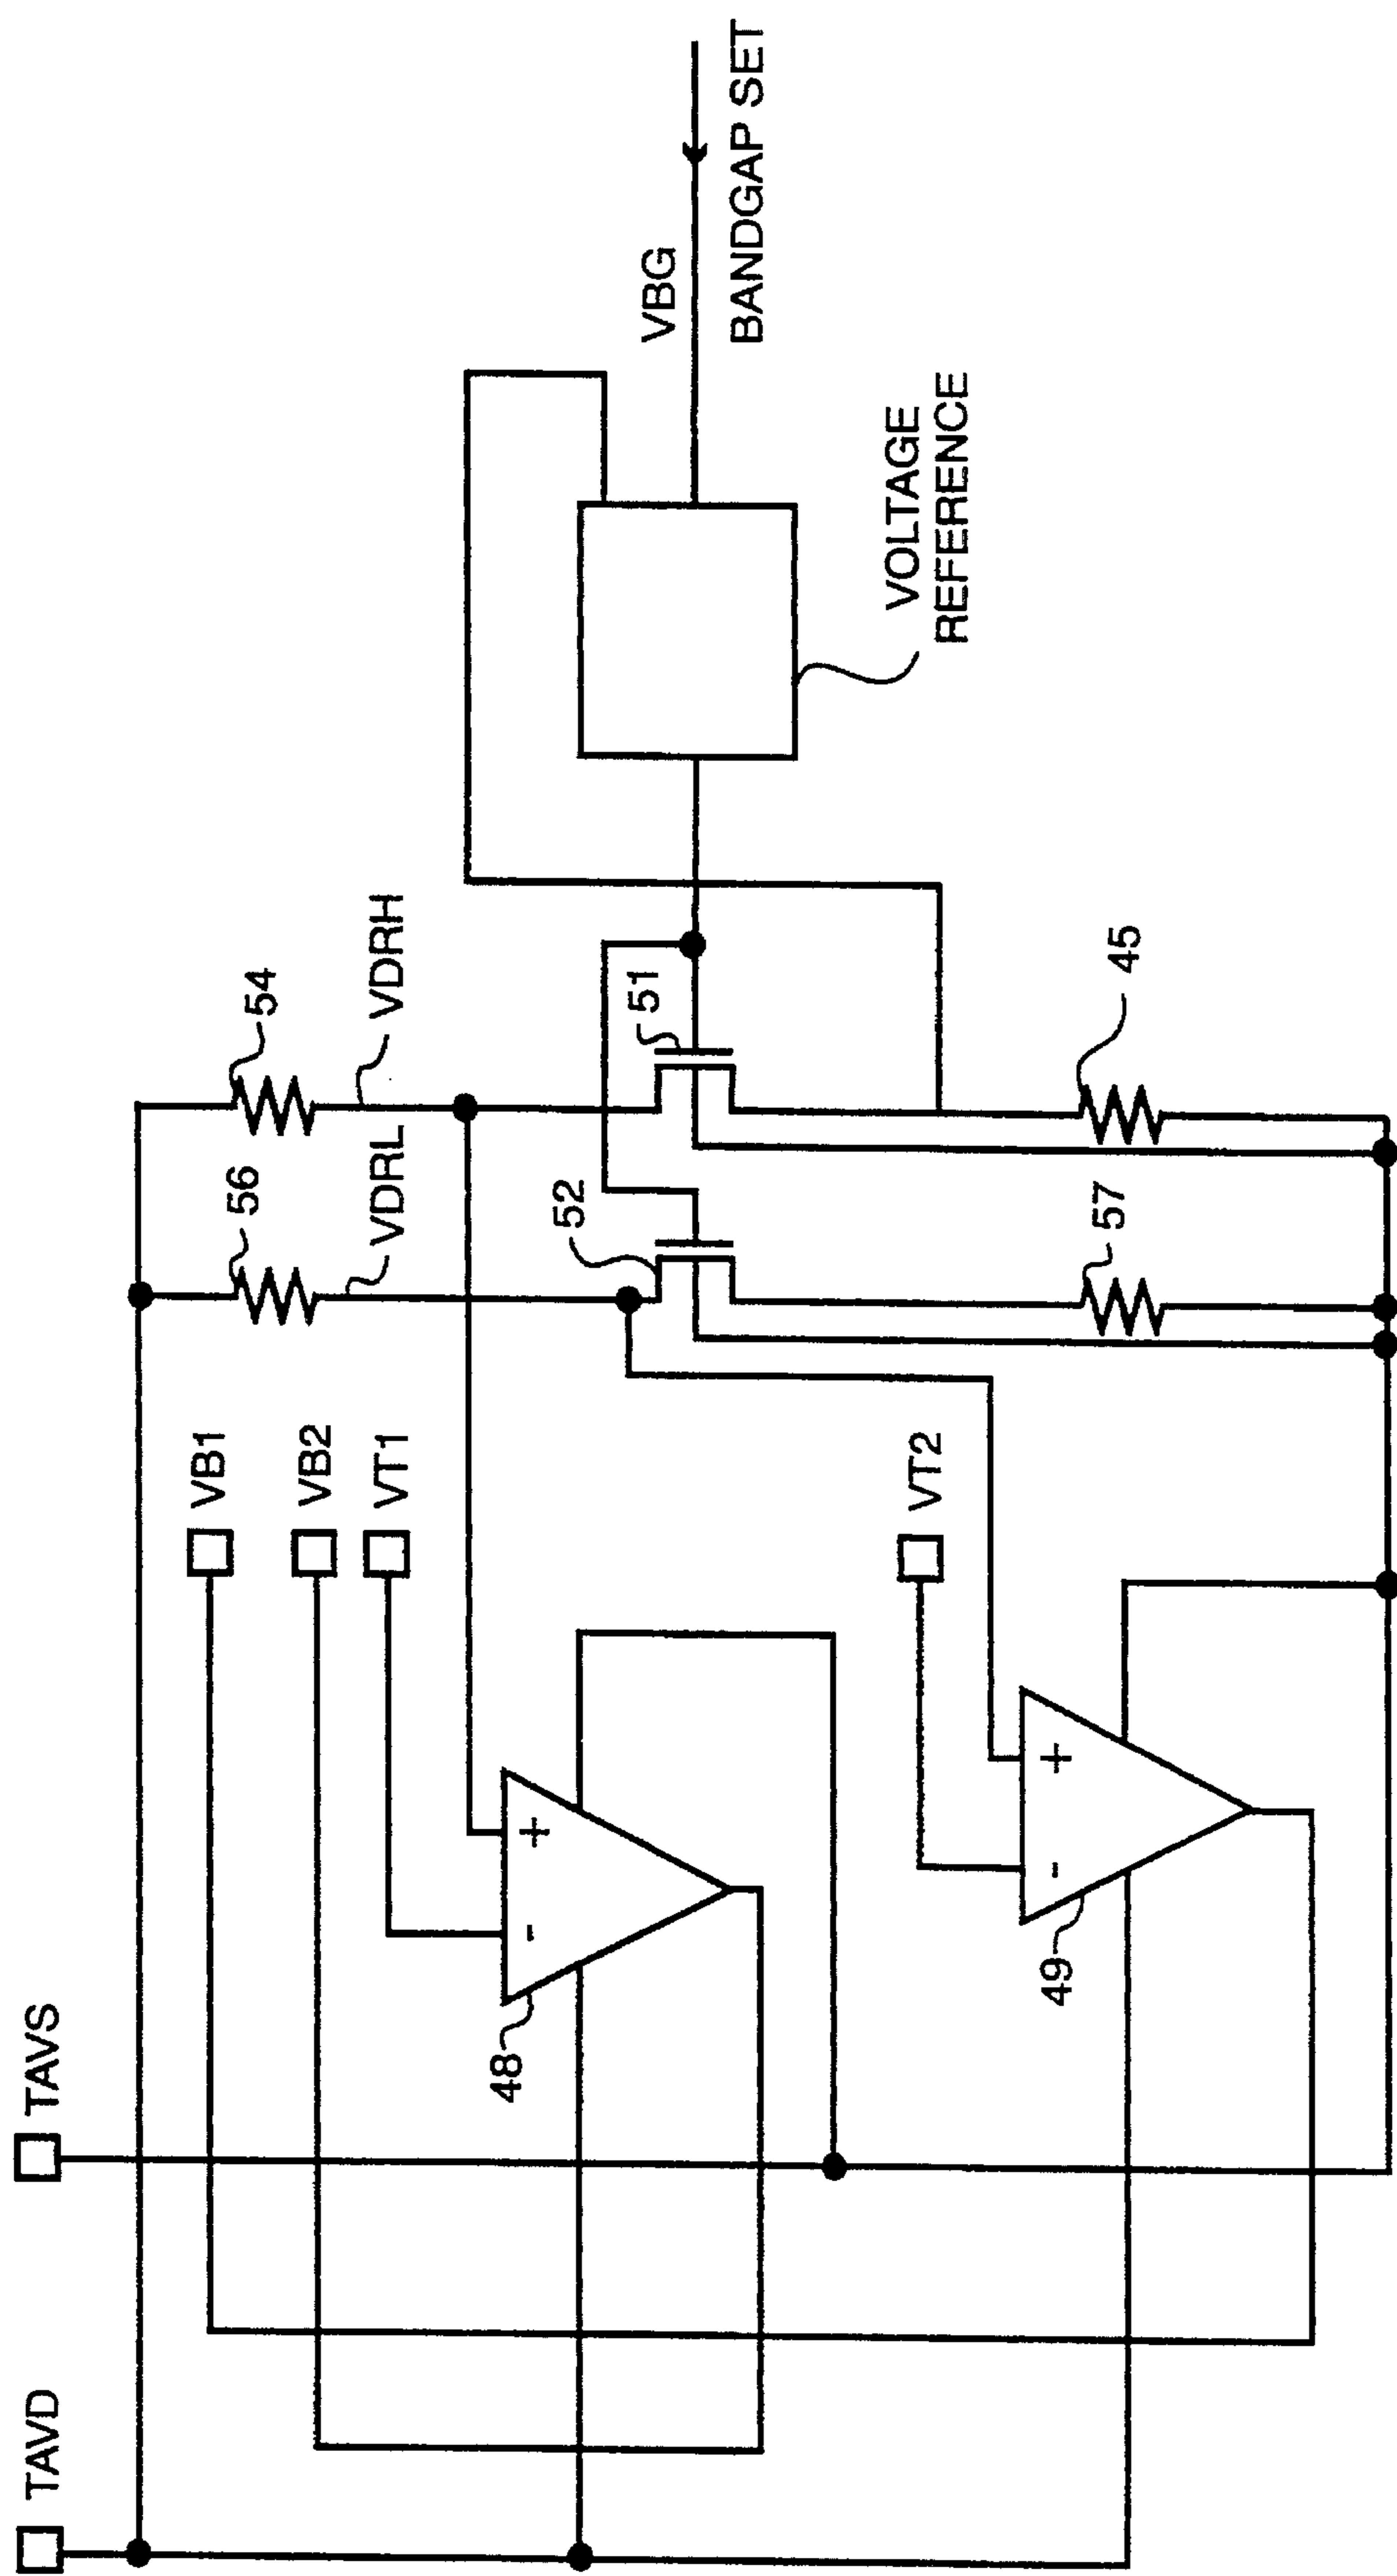 TAVD
TAVS
VB1
VB2
VT1
VT2
56
54
VDRL
VDRH
52
51
57
45
48
- +
49
- +
VBG
BANDGAP SET
VOLTAGE
REFERENCE